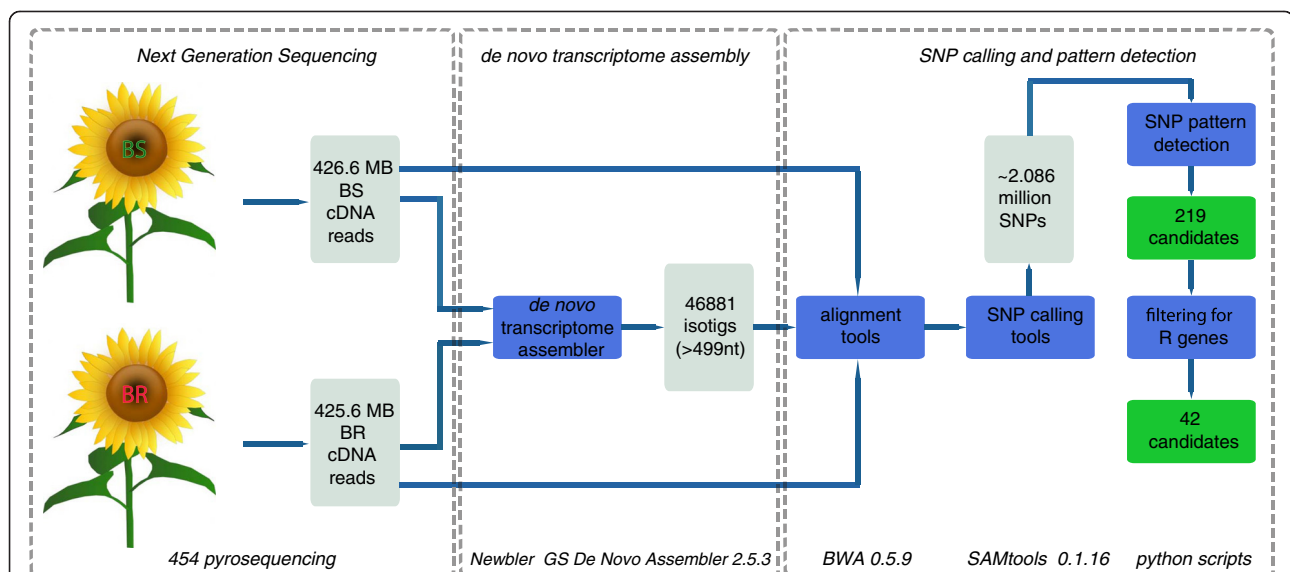 Next Generation Sequencing
de novo transcriptome assembly
SNP calling and pattern detection
BS
426.6 MB
BS
cDNA
reads
BR
425.6 MB
BR
cDNA
reads
de novo
transcriptome
assembler
46881
isotigs
(>499nt)
alignment
tools
SNP calling
tools
~2.086
million
SNPs
SNP pattern
detection
219
candidates
filtering for
R genes
42
candidates
454 pyrosequencing
Newbler GS De Novo Assembler 2.5.3
BWA 0.5.9
SAMtools 0.1.16
python scripts